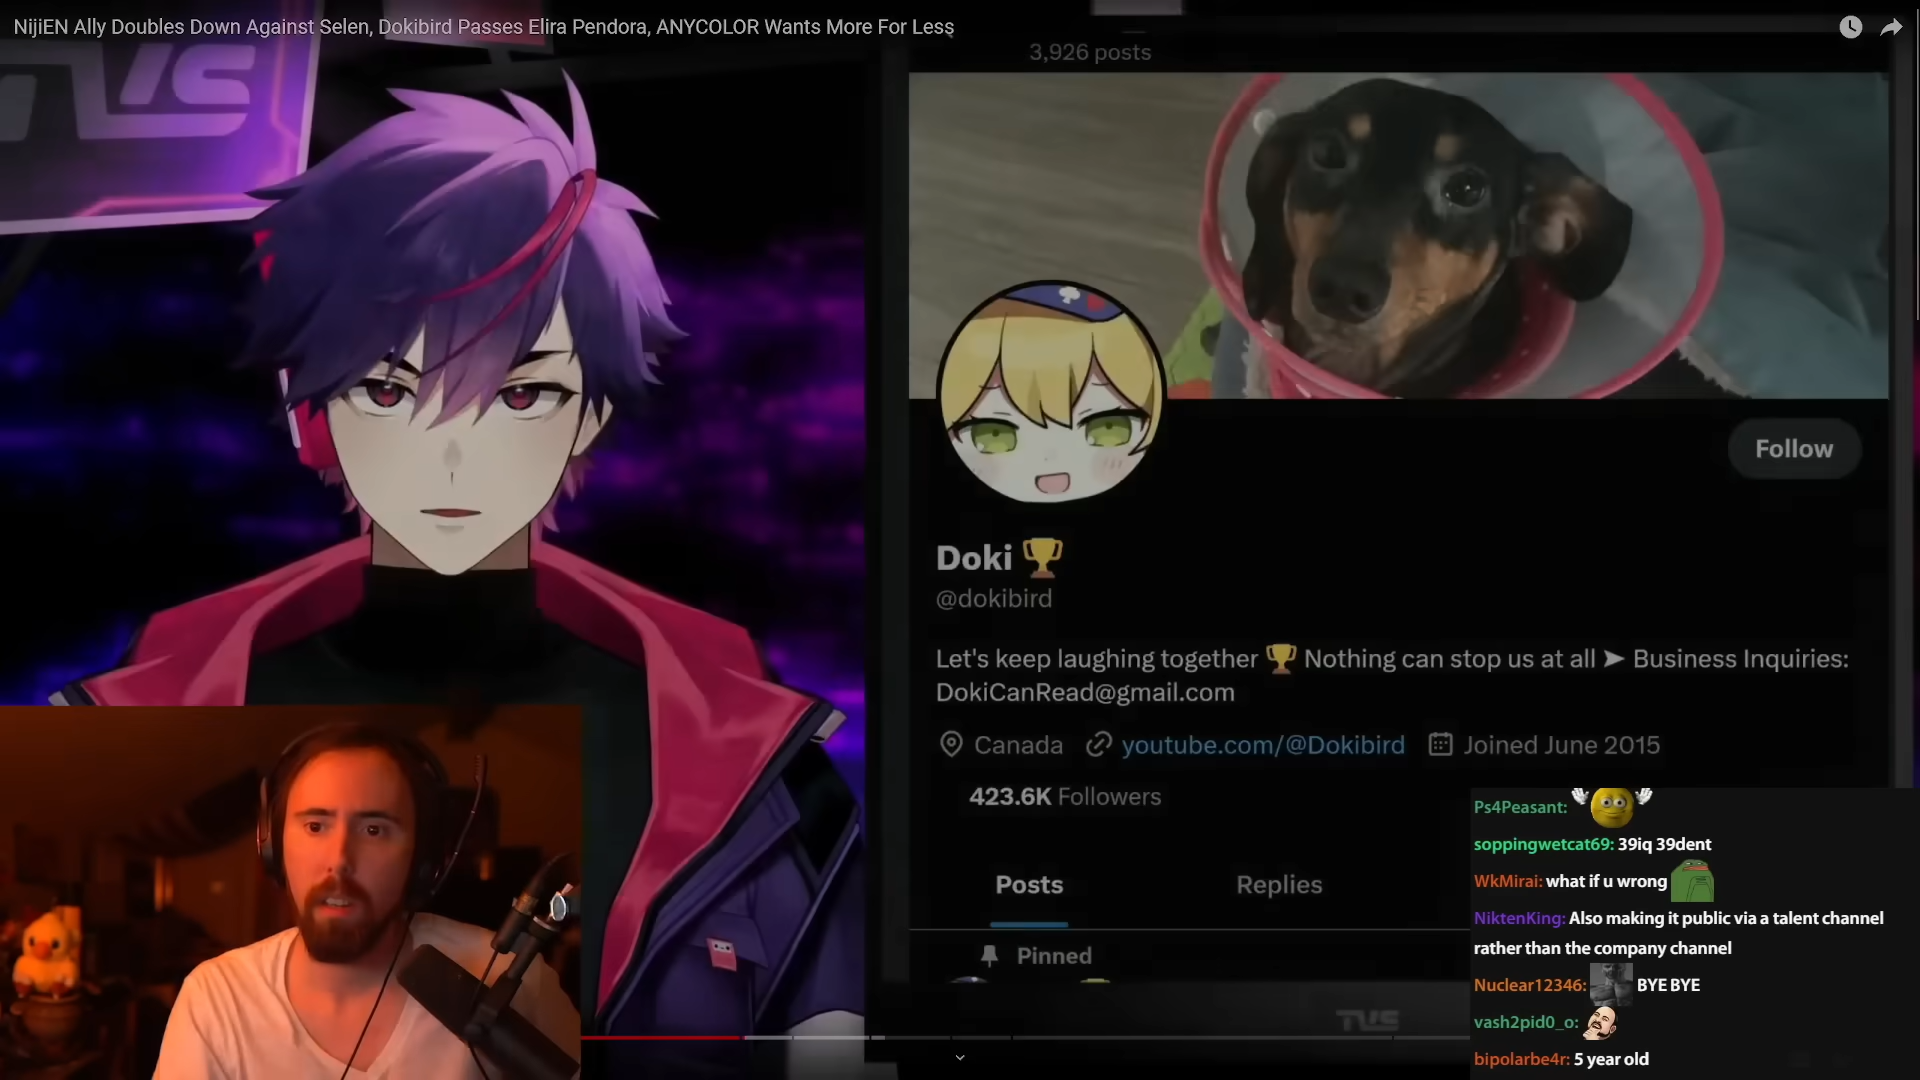 NijiEN Ally Doubles Down Against Selen, Dokibird Passes Elira Pendora, ANYCOLOR Wants More For Less
3,926 posts
Follow
Doki 🏆
@dokibird
Let's keep laughing together 🏆 Nothing can stop us at all ➤ Business Inquiries:
DokiCanRead@gmail.com
Canada youtube.com/@Dokibird Joined June 2015
423.6K Followers
Posts Replies
Pinned
TVS
Ps4Peasant:
soppingwetcat69: 39iq 39dent
WkMirai: what if u wrong
NiktenKing: Also making it public via a talent channel
rather than the company channel
Nuclear12346: BYE BYE
vash2pid0_o:
bipolarbe4r: 5 year old